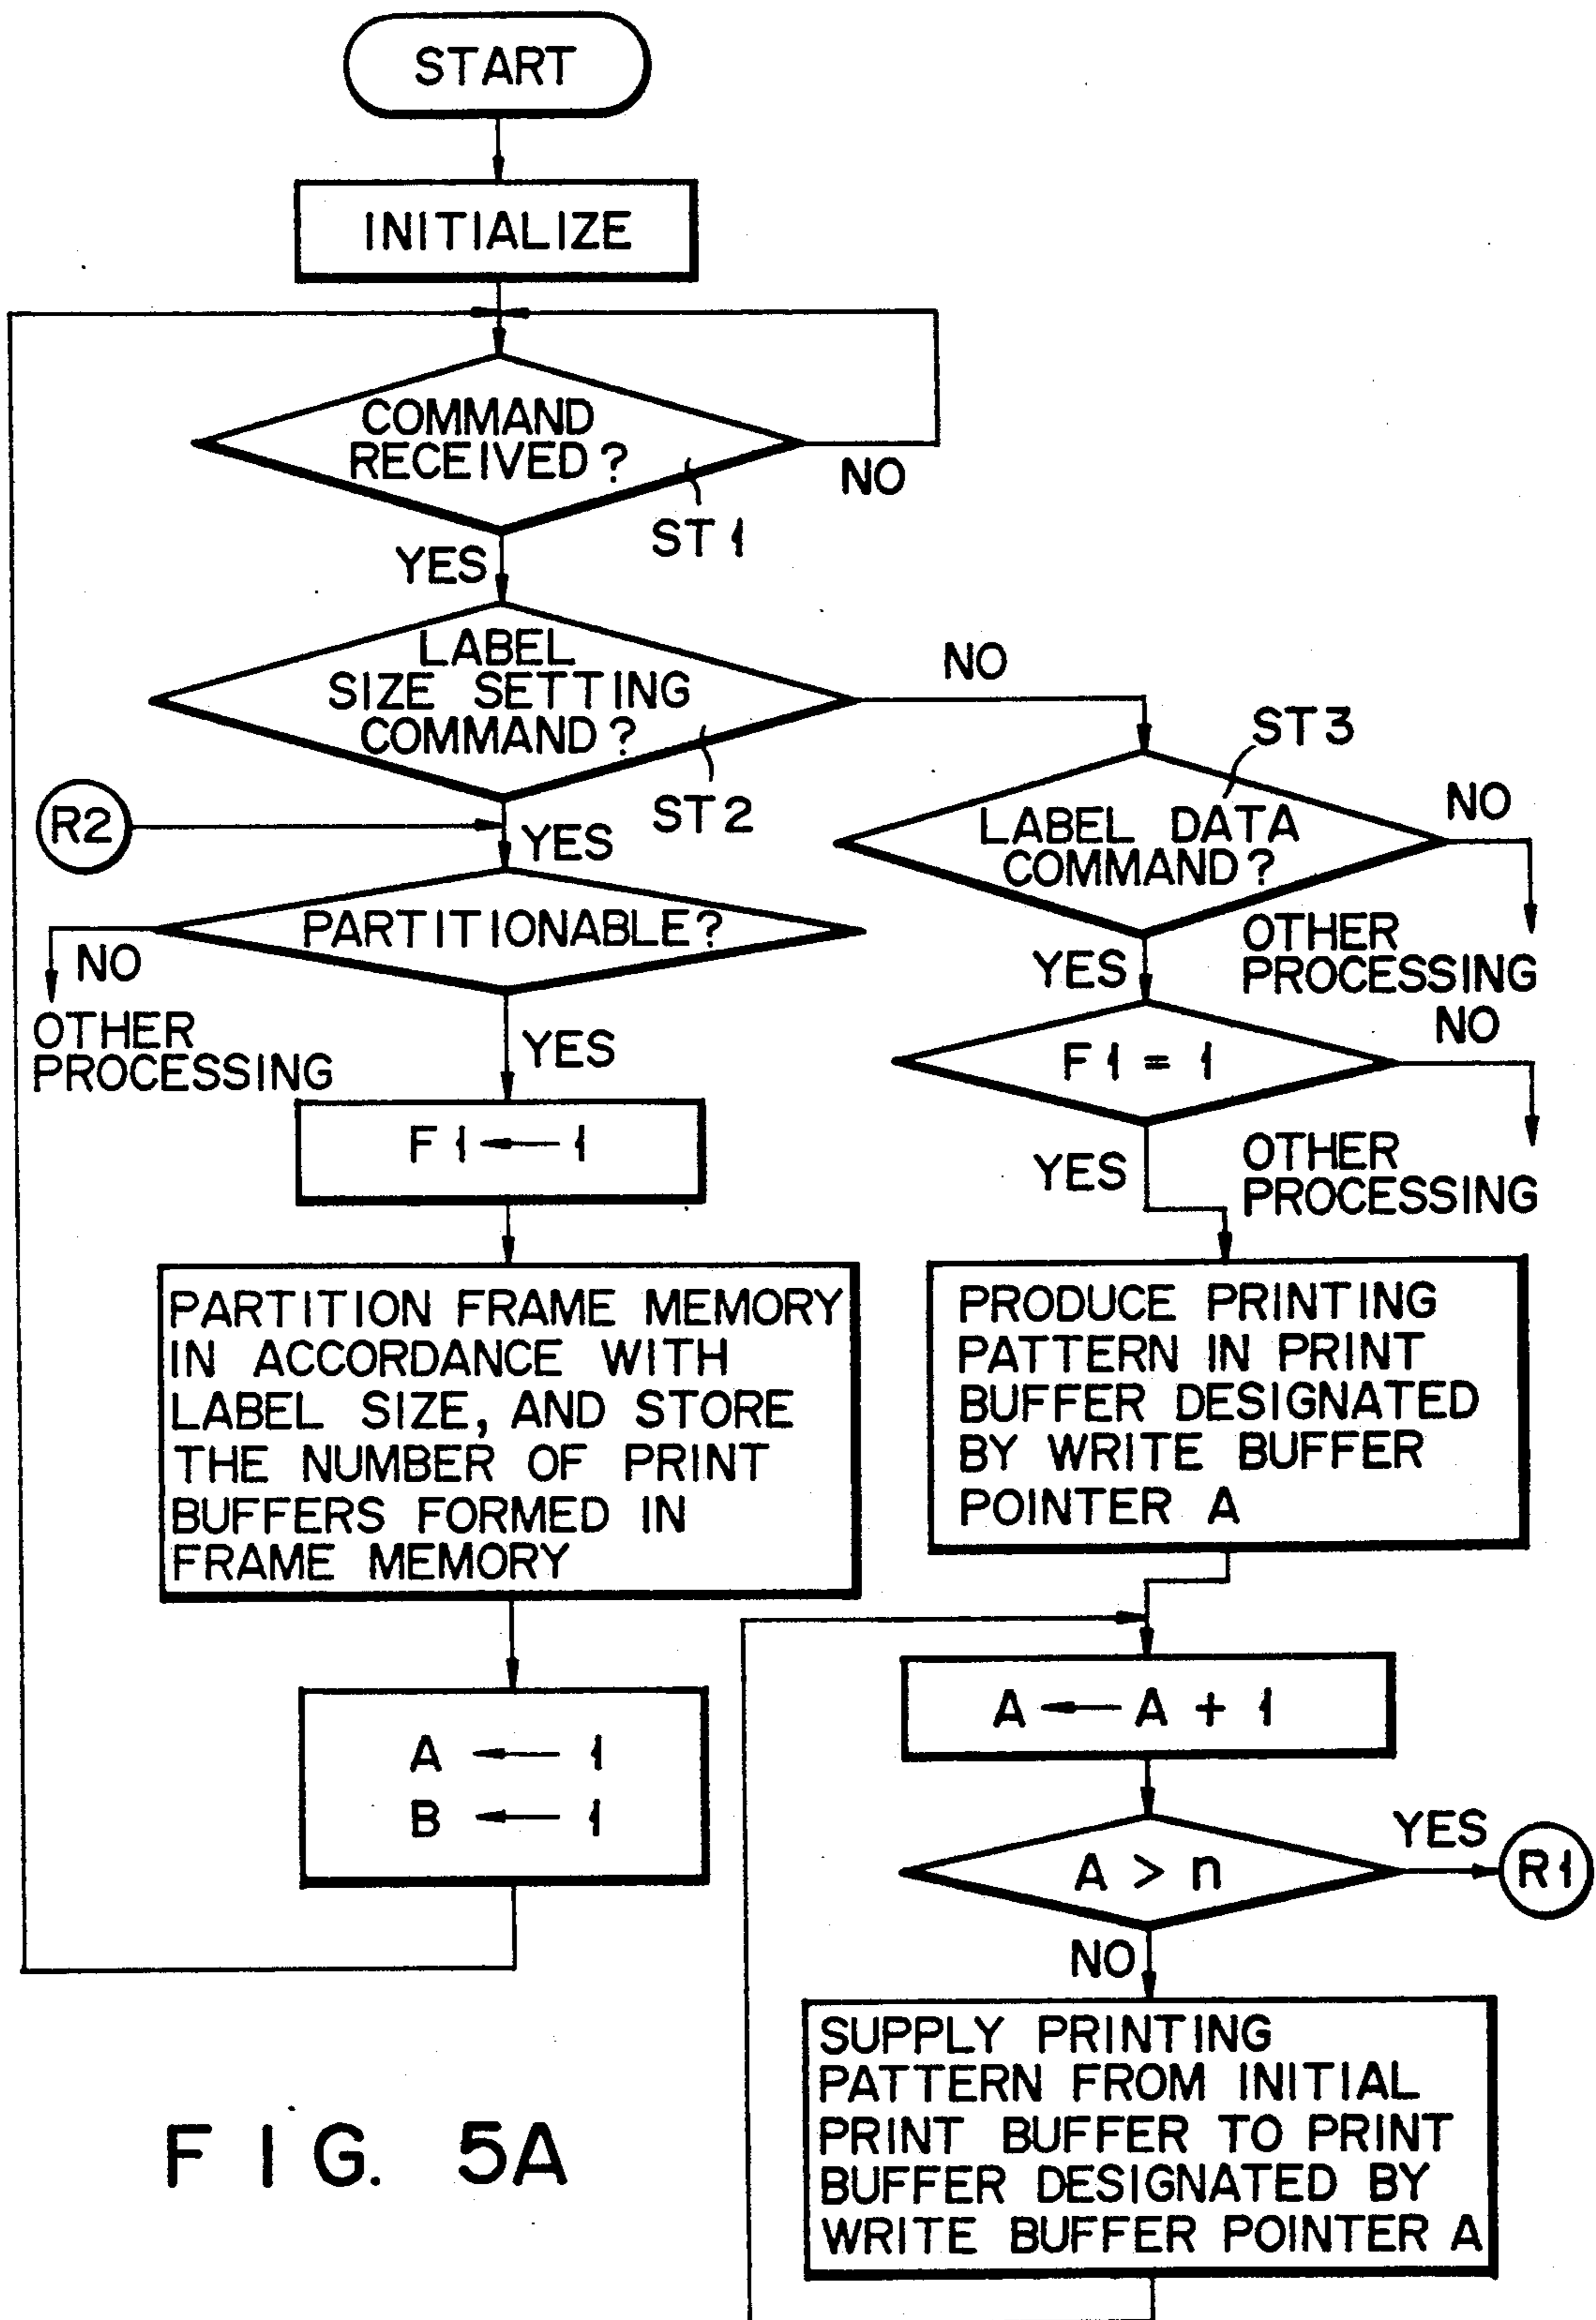 START
INITIALIZE
COMMAND
RECEIVED?
NO
ST1
YES
LABEL
SIZE SETTING
COMMAND?
NO
ST2
ST3
R2
YES
LABEL DATA
COMMAND?
NO
PARTITIONABLE?
NO
OTHER
PROCESSING
YES
OTHER
PROCESSING
YES
F1 = 1
NO
F1 ← 1
YES
OTHER
PROCESSING
PARTITION FRAME MEMORY
IN ACCORDANCE WITH
LABEL SIZE, AND STORE
THE NUMBER OF PRINT
BUFFERS FORMED IN
FRAME MEMORY
PRODUCE PRINTING
PATTERN IN PRINT
BUFFER DESIGNATED
BY WRITE BUFFER
POINTER A
A ← 1
B ← 1
A ← A + 1
A > n
YES
R1
NO
SUPPLY PRINTING
PATTERN FROM INITIAL
PRINT BUFFER TO PRINT
BUFFER DESIGNATED BY
WRITE BUFFER POINTER A
FIG. 5A